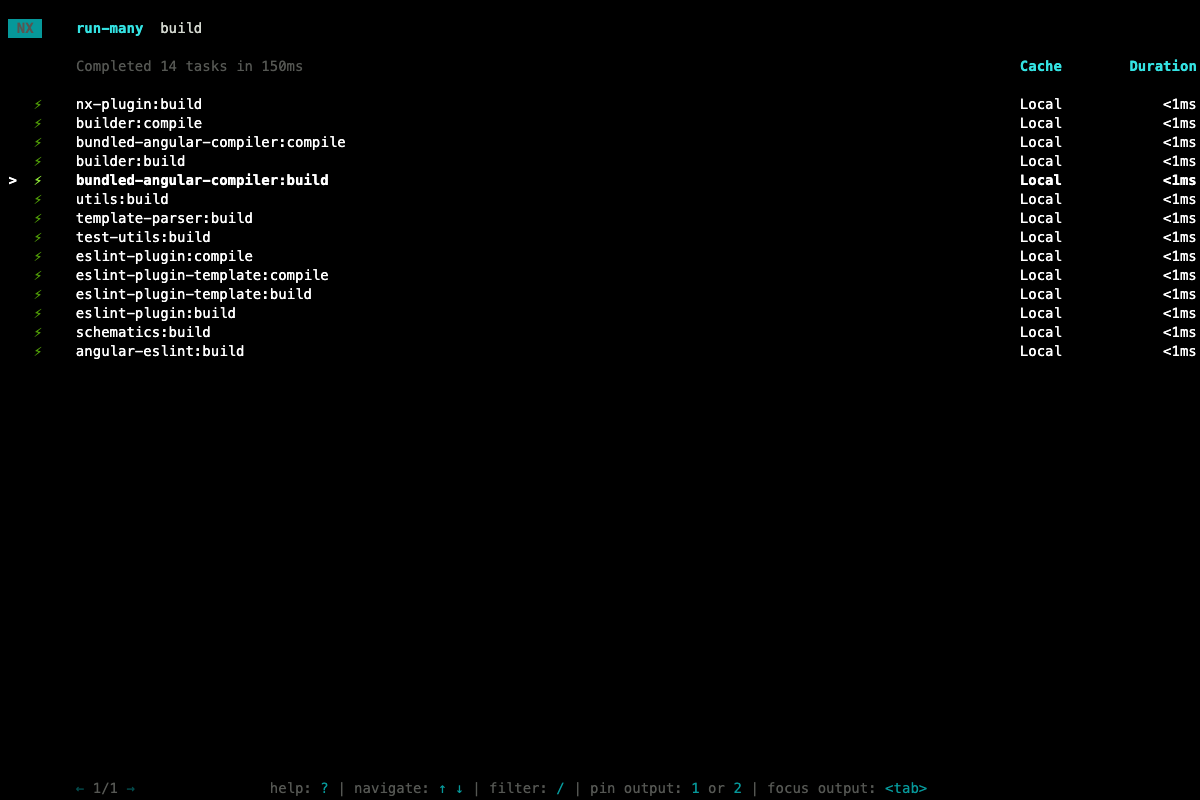 NX run-many build
Completed 14 tasks in 150ms Cache Duration
⚡ nx-plugin:build Local <1ms
⚡ builder:compile Local <1ms
⚡ bundled-angular-compiler:compile Local <1ms
⚡ builder:build Local <1ms
> ⚡ bundled-angular-compiler:build Local <1ms
⚡ utils:build Local <1ms
⚡ template-parser:build Local <1ms
⚡ test-utils:build Local <1ms
⚡ eslint-plugin:compile Local <1ms
⚡ eslint-plugin-template:compile Local <1ms
⚡ eslint-plugin-template:build Local <1ms
⚡ eslint-plugin:build Local <1ms
⚡ schematics:build Local <1ms
⚡ angular-eslint:build Local <1ms
← 1/1 → help: ? | navigate: ↑ ↓ | filter: / | pin output: 1 or 2 | focus output: <tab>